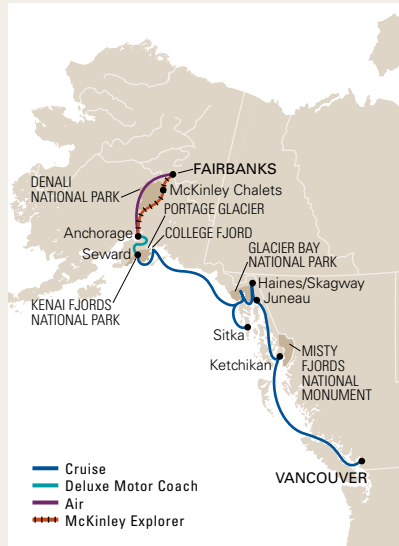 FAIRBANKS
DENALI
NATIONAL PARK
McKinley Chalets
PORTAGE GLACIER
Anchorage
COLLEGE FJORD
Seward
GLACIER BAY
NATIONAL PARK
Haines/Skagway
Juneau
KENAI FJORDS
NATIONAL PARK
Sitka
Ketchikan
MISTY
FJORDS
NATIONAL
MONUMENT
VANCOUVER
Cruise
Deluxe Motor Coach
Air
McKinley Explorer